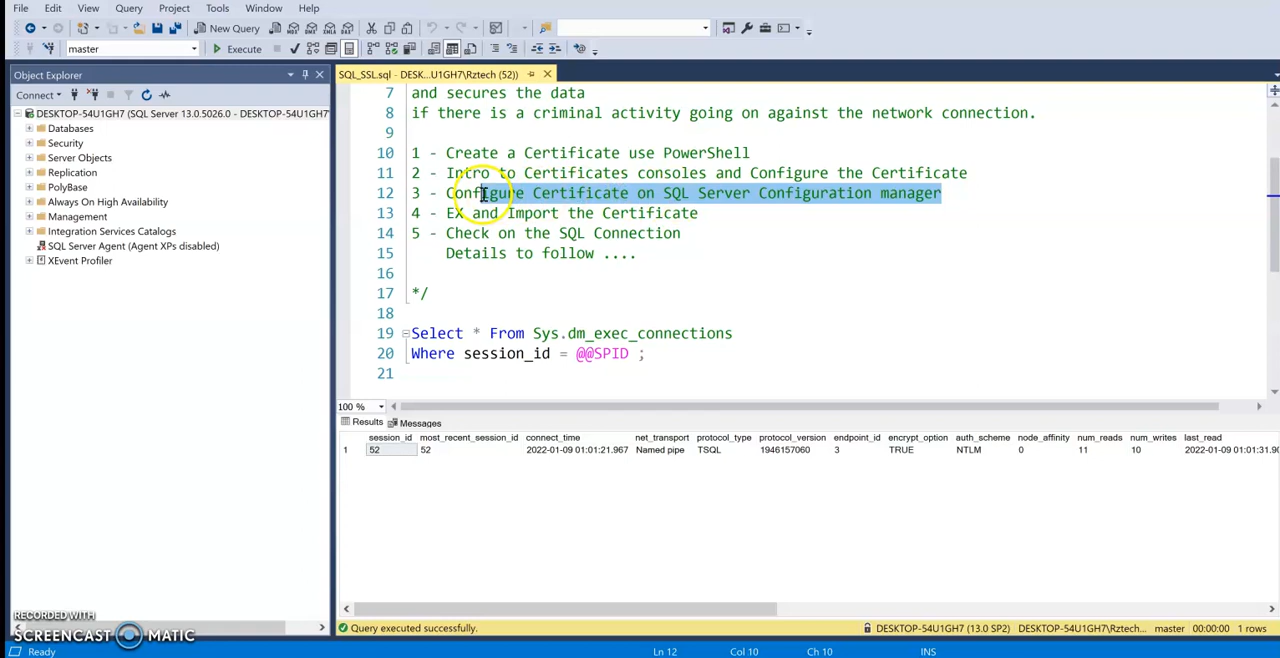 File Edit View Query Project Tools Window Help
New Query
master Execute
Object Explorer
Connect
DESKTOP-54U1GH7 (SQL Server 13.0.5026.0 - DESKTOP-54U1GH7\
Databases
Security
Server Objects
Replication
PolyBase
Always On High Availability
Management
Integration Services Catalogs
SQL Server Agent (Agent XPs disabled)
XEvent Profiler
SQL_SSL.sql - DESK...U1GH7\Rztech (52))
7 and secures the data
8 if there is a criminal activity going on against the network connection.
9
10 1 - Create a Certificate use PowerShell
11 2 - Intro to Certificates consoles and Configure the Certificate
12 3 - Configure Certificate on SQL Server Configuration manager
13 4 - EX and Import the Certificate
14 5 - Check on the SQL Connection
15 Details to follow ....
16
17 */
18
19 Select * From Sys.dm_exec_connections
20 Where session_id = @@SPID ;
21
100 %
Results Messages
session_id most_recent_session_id connect_time net_transport protocol_type protocol_version endpoint_id encrypt_option auth_scheme node_affinity num_reads num_writes last_read
1 52 52 2022-01-09 01:01:21.967 Named pipe TSQL 1946157060 3 TRUE NTLM 0 11 10 2022-01-09 01:01:31.90
RECORDED WITH
SCREENCAST MATIC
Query executed successfully. DESKTOP-54U1GH7 (13.0 SP2) DESKTOP-54U1GH7\Rztech... master 00:00:00 1 rows
Ready Ln 12 Col 10 Ch 10 INS